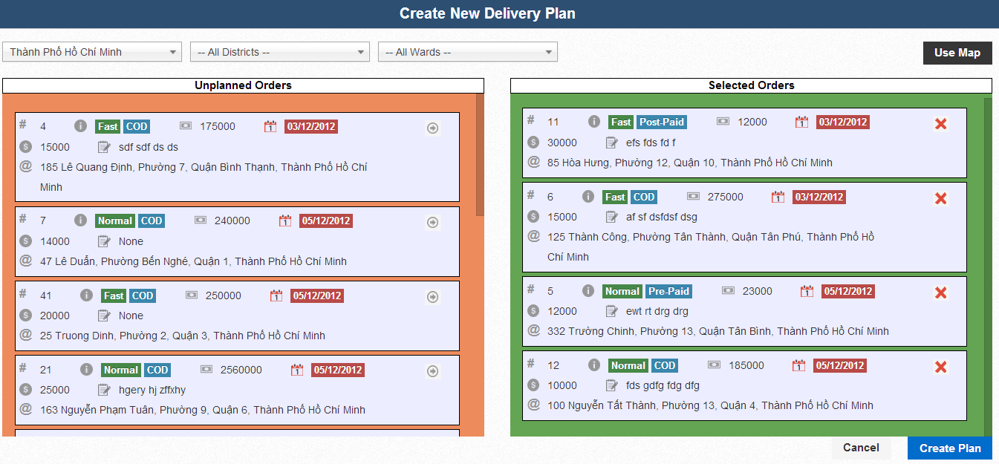 Create New Delivery Plan
Thành Phố Hồ Chí Minh
-- All Districts --
-- All Wards --
Use Map
Unplanned Orders
# 4 Fast COD 175000 1 03/12/2012
$ 15000 sdf sdf ds ds
@ 185 Lê Quang Định, Phường 7, Quận Bình Thạnh, Thành Phố Hồ Chí
Minh
# 7 Normal COD 240000 1 05/12/2012
$ 14000 None
@ 47 Lê Duẩn, Phường Bến Nghé, Quận 1, Thành Phố Hồ Chí Minh
# 41 Fast COD 250000 1 05/12/2012
$ 20000 None
@ 25 Truong Dinh, Phường 2, Quận 3, Thành Phố Hồ Chí Minh
# 21 Normal COD 2560000 1 05/12/2012
$ 25000 hgery hj zffxhy
@ 163 Nguyễn Phạm Tuân, Phường 9, Quận 6, Thành Phố Hồ Chí Minh
Selected Orders
# 11 Fast Post-Paid 12000 1 03/12/2012
$ 30000 efs fds fd f
@ 85 Hòa Hưng, Phường 12, Quận 10, Thành Phố Hồ Chí Minh
# 6 Fast COD 275000 1 03/12/2012
$ 15000 af sf dsfdsf dsg
@ 125 Thành Công, Phường Tân Thành, Quận Tân Phú, Thành Phố Hồ
Chí Minh
# 5 Normal Pre-Paid 23000 1 05/12/2012
$ 12000 ewt rt drg drg
@ 332 Trường Chinh, Phường 13, Quận Tân Bình, Thành Phố Hồ Chí Minh
# 12 Normal COD 185000 1 05/12/2012
$ 10000 fds gdfg fdg dfg
@ 100 Nguyễn Tất Thành, Phường 13, Quận 4, Thành Phố Hồ Chí Minh
Cancel
Create Plan